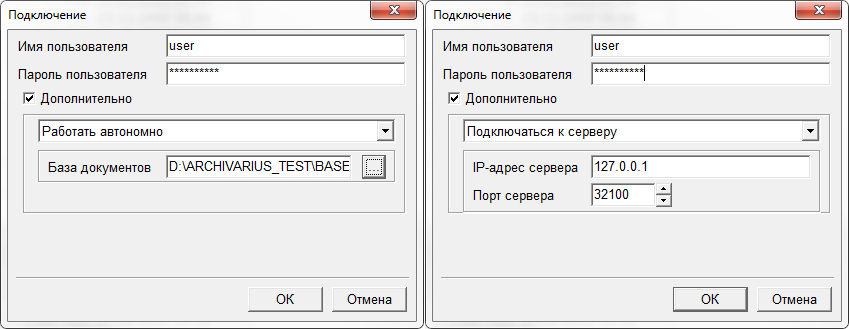 Подключение
Имя пользователя user
Пароль пользователя **********
Дополнительно
Работать автономно
База документов D:\ARCHIVARIUS_TEST\BASE ...
OK Отмена
Подключение
Имя пользователя user
Пароль пользователя **********
Дополнительно
Подключаться к серверу
IP-адрес сервера 127.0.0.1
Порт сервера 32100
OK Отмена